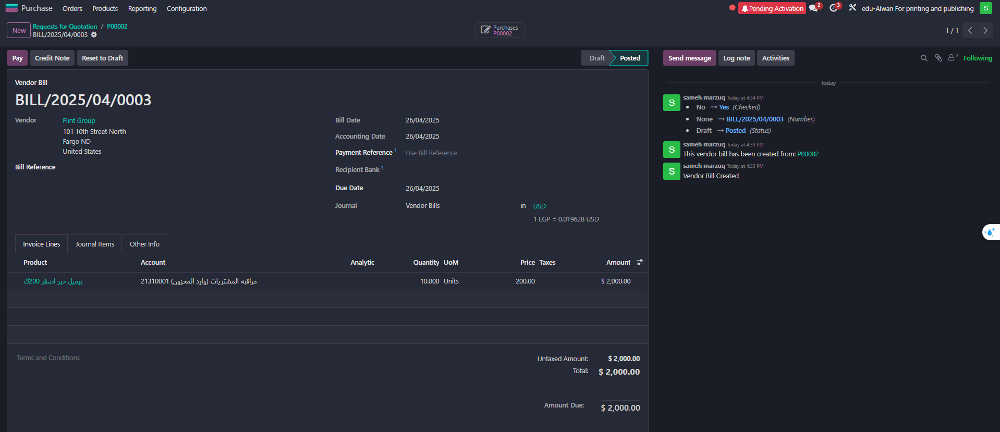 Purchase Orders Products Reporting Configuration Pending Activation 2 3 edu-Alwan For printing and publishing S
New Requests for Quotation / P00002 Purchases P00002 1 / 1
BILL/2025/04/0003
Pay Credit Note Reset to Draft Draft Posted Send message Log note Activities 2 Following
Vendor Bill
BILL/2025/04/0003
Vendor Flint Group
101 10th Street North
Fargo ND
United States
Bill Reference
Bill Date 26/04/2025
Accounting Date 26/04/2025
Payment Reference ? Use Bill Reference
Recipient Bank ?
Due Date 26/04/2025
Journal Vendor Bills in USD
1 EGP = 0.019628 USD
Invoice Lines Journal Items Other Info
Product Account Analytic Quantity UoM Price Taxes Amount
برميل حبر اصفر 200ك 21310001 مراقبه المشتريات (وارد المخزون) 10.000 Units 200.00 $ 2,000.00
Terms and Conditions
Untaxed Amount: $ 2,000.00
Total: $ 2,000.00
Amount Due: $ 2,000.00
Today
S sameh marzuq Today at 4:34 PM
No → Yes (Checked)
None → BILL/2025/04/0003 (Number)
Draft → Posted (Status)
S sameh marzuq Today at 4:33 PM
This vendor bill has been created from: P00002
S sameh marzuq Today at 4:33 PM
Vendor Bill Created